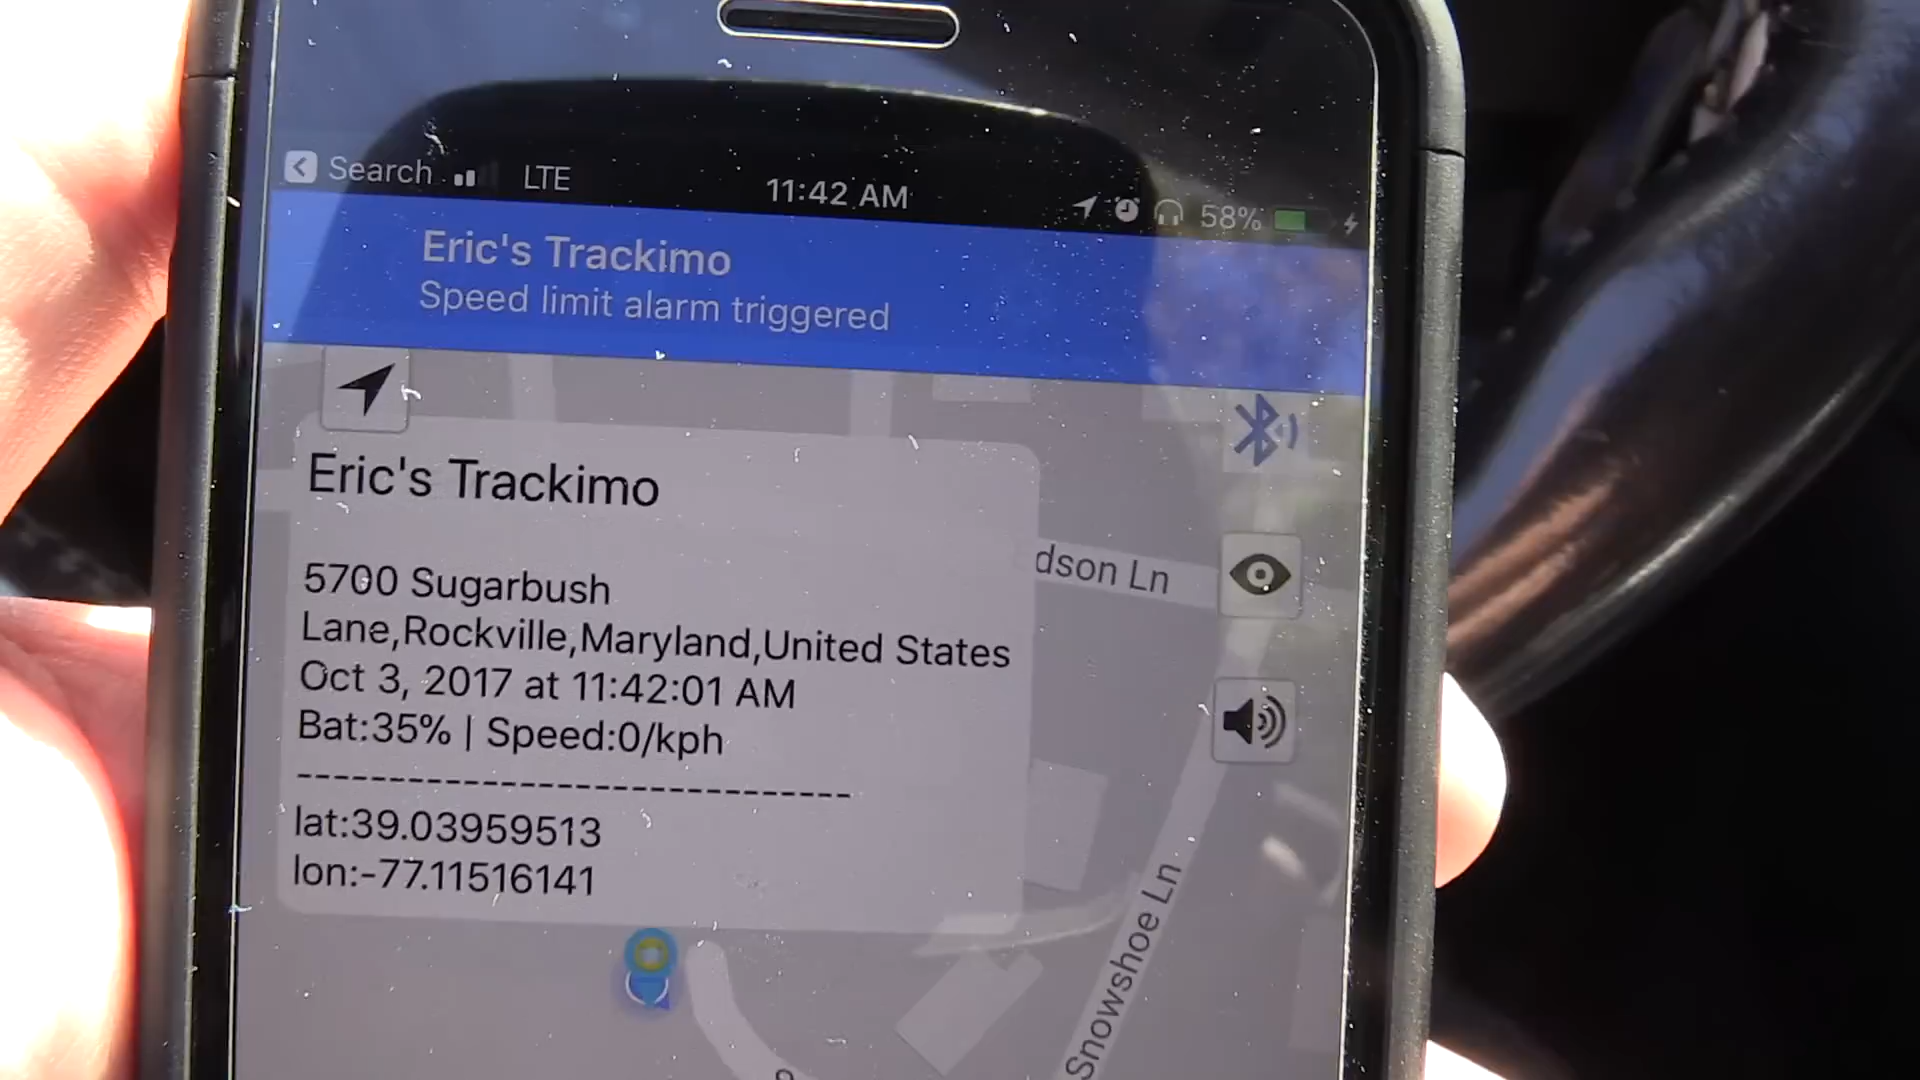 Search
LTE
11:42 AM
58%
Eric's Trackimo
Speed limit alarm triggered
Eric's Trackimo
5700 Sugarbush
Lane,Rockville,Maryland,United States
Oct 3, 2017 at 11:42:01 AM
Bat:35% | Speed:0/kph
------------------------------
lat:39.03959513
lon:-77.11516141
dson Ln
Snowshoe Ln